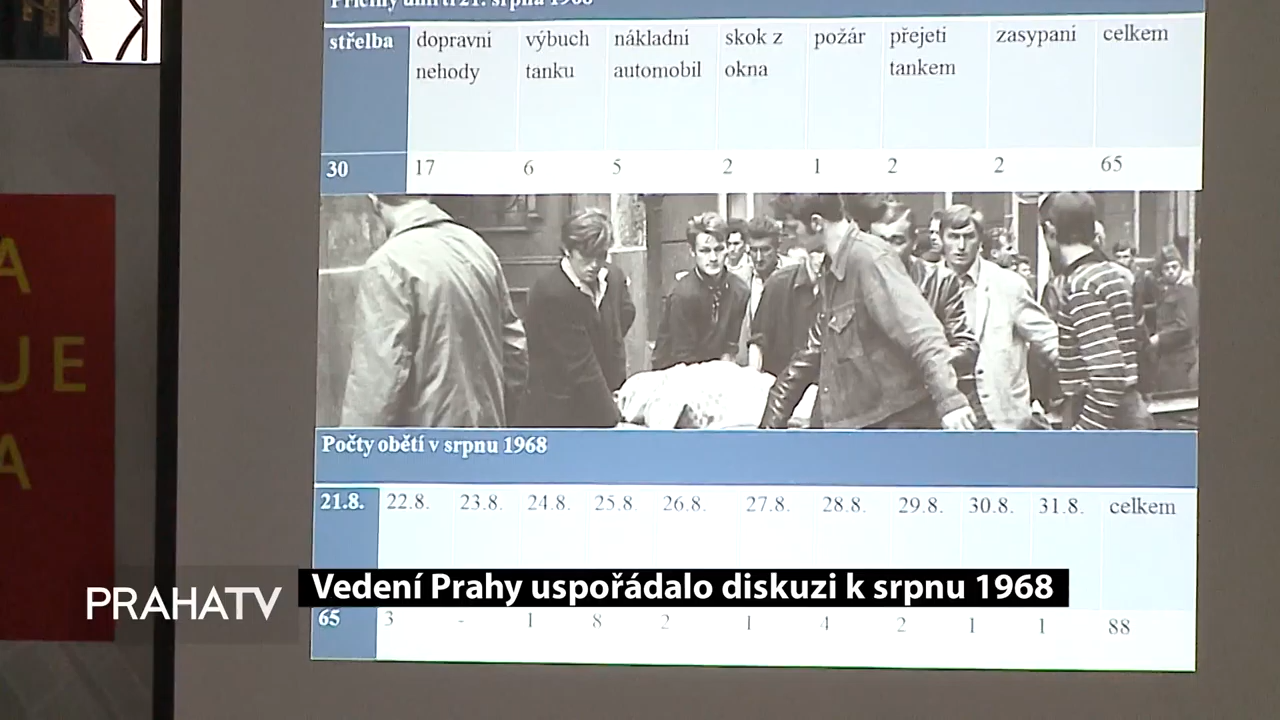 Příčiny úmrtí 21. srpna 1968
střelba dopravní nehody výbuch tanku nákladní automobil skok z okna požár přejetí tankem zasypaní celkem
30 17 6 5 2 1 2 2 65
A
UE
A
Počty obětí v srpnu 1968
21.8. 22.8. 23.8. 24.8. 25.8. 26.8. 27.8. 28.8. 29.8. 30.8. 31.8. celkem
PRAHATV
Vedení Prahy uspořádalo diskuzi k srpnu 1968
65 3 - 1 8 2 1 4 2 1 1 88